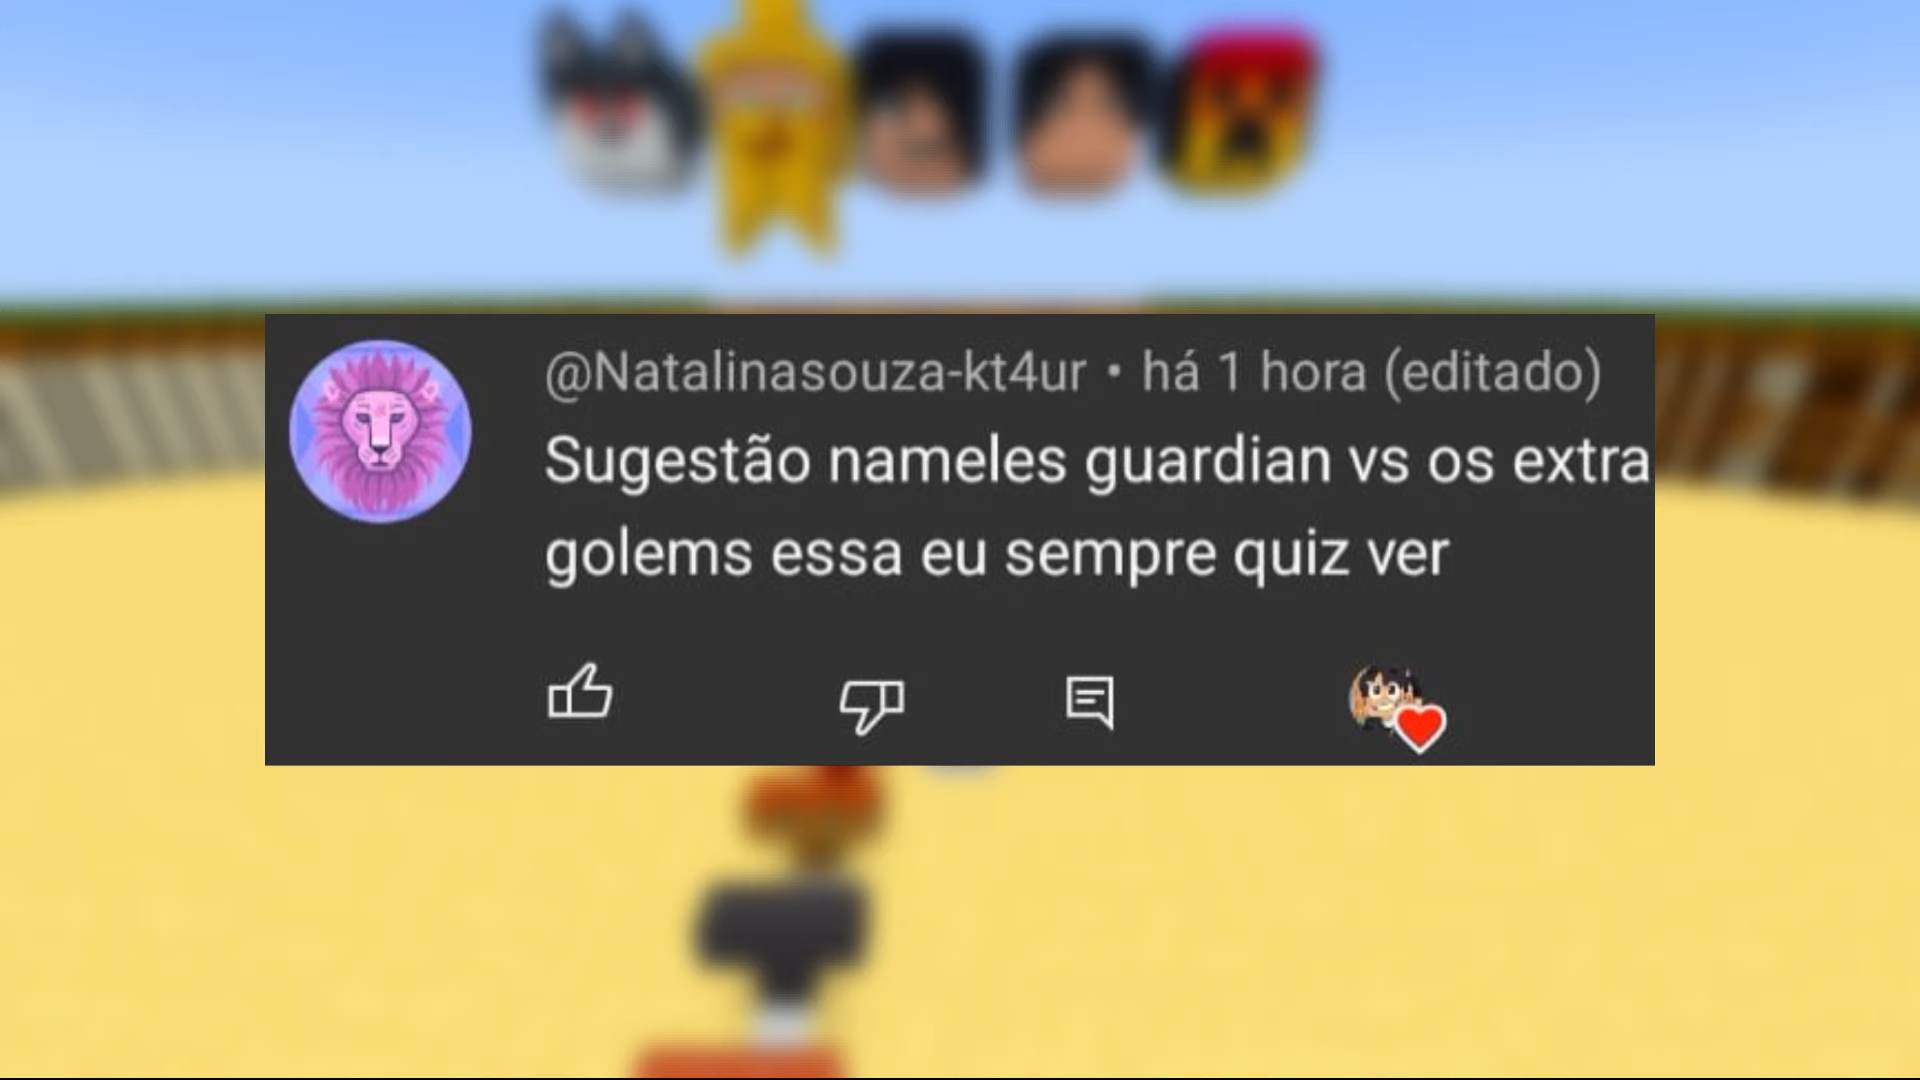 @Natalinasouza-kt4ur • há 1 hora (editado)
Sugestão nameles guardian vs os extra
golems essa eu sempre quiz ver